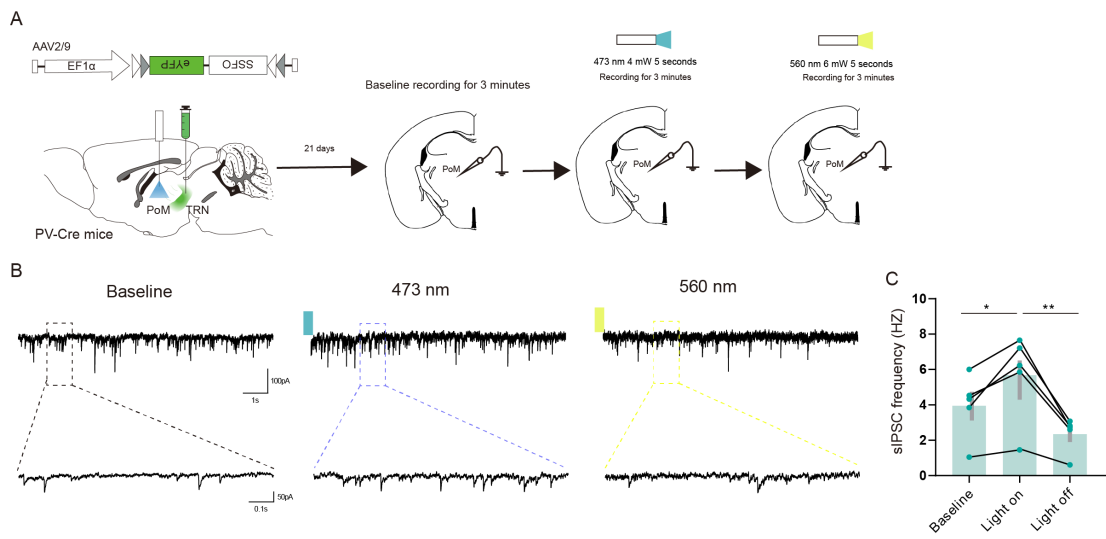 A
AAV2/9
EF1α
eYFP
SSFO
PoM
TRN
PV-Cre mice
21 days
Baseline recording for 3 minutes
PoM
473 nm 4 mW 5 seconds
Recording for 3 minutes
PoM
560 nm 6 mW 5 seconds
Recording for 3 minutes
PoM
B
Baseline
473 nm
560 nm
100pA
1s
50pA
0.1s
C
sIPSC frequency (HZ)
10
8
6
4
2
0
*
**
Baseline
Light on
Light off